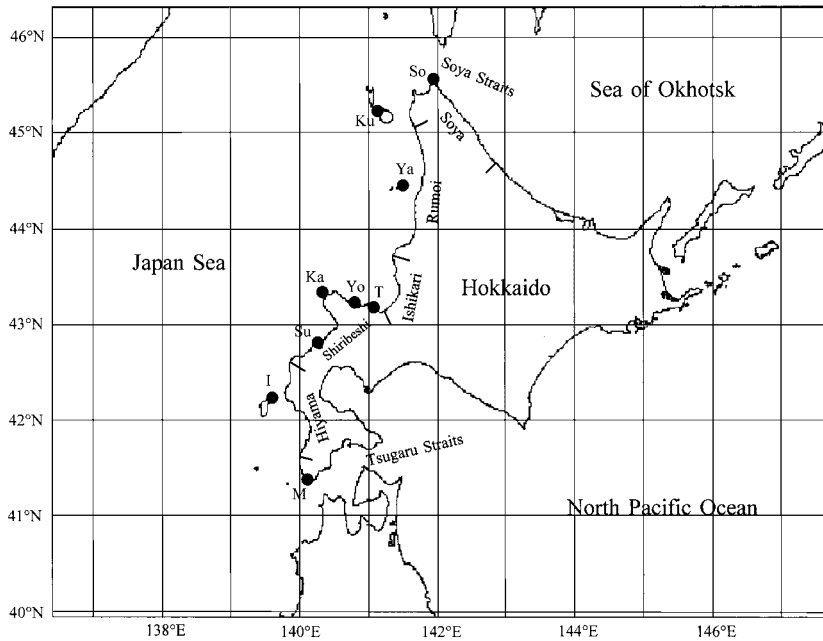 46°N
So
Soya Straits
Sea of Okhotsk
Ku
45°N
Soya
Ya
Rumoi
44°N
Japan Sea
Ka
Yo
T
Ishikari
Hokkaido
43°N
Su
Shiribeshi
I
42°N
Hiyama
Tsugaru Straits
M
41°N
North Pacific Ocean
40°N
138°E
140°E
142°E
144°E
146°E